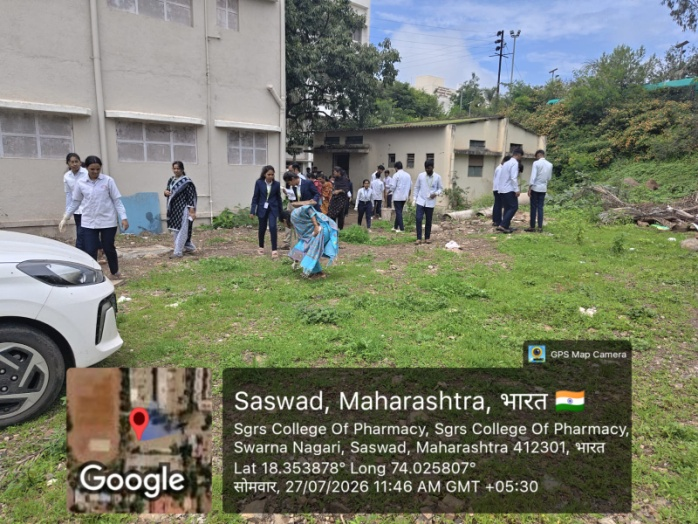 GPS Map Camera
Saswad, Maharashtra, भारत 🇮🇳
Sgrs College Of Pharmacy, Sgrs College Of Pharmacy,
Swarna Nagari, Saswad, Maharashtra 412301, भारत
Lat 18.353878° Long 74.025807°
सोमवार, 27/07/2026 11:46 AM GMT +05:30
Google